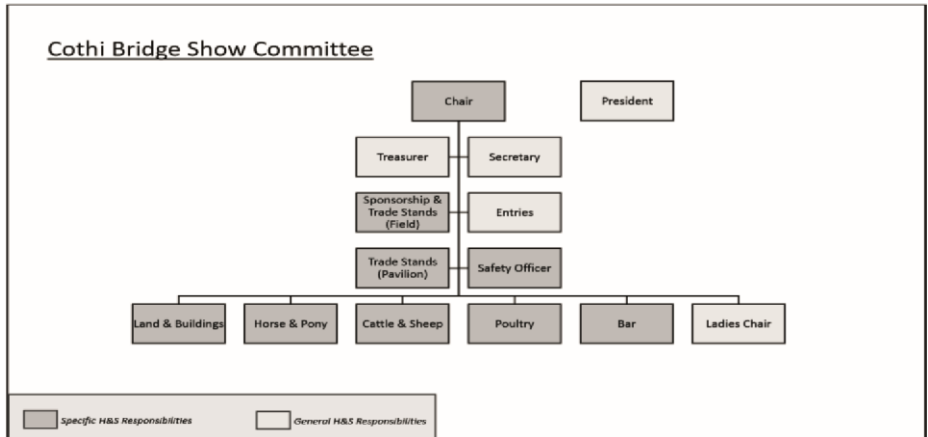 Cothi Bridge Show Committee
Chair
President
Treasurer
Secretary
Sponsorship &
Trade Stands
(Field)
Entries
Trade Stands
(Pavilion)
Safety Officer
Land & Buildings
Horse & Pony
Cattle & Sheep
Poultry
Bar
Ladies Chair
Specific H&S Responsibilities
General H&S Responsibilities